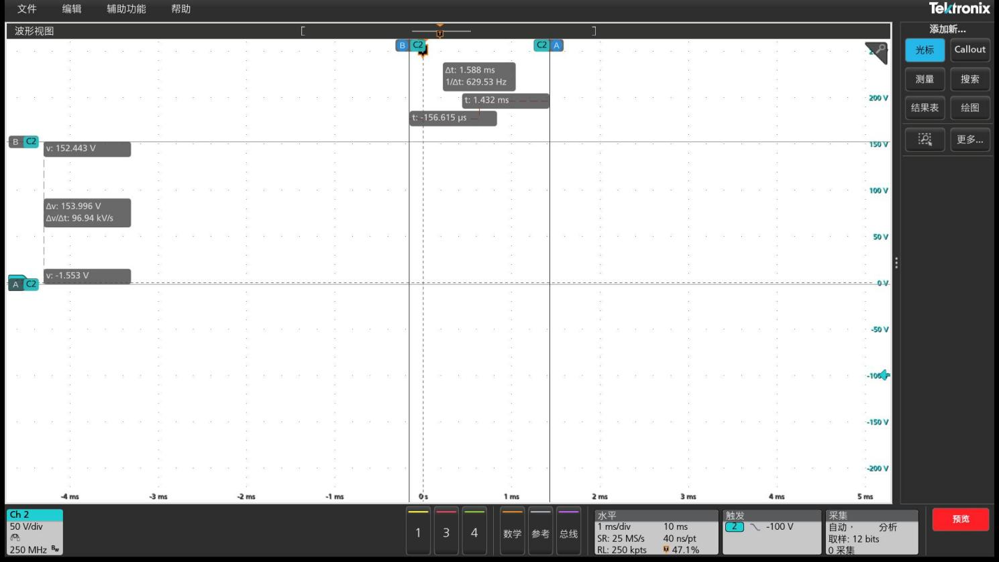 文件 编辑 辅助功能 帮助
Tektronix
波形视图
添加新...
光标 Callout
测量 搜索
结果表 绘图
更多...
B C2 C2 A
Δt: 1.588 ms
1/Δt: 629.53 Hz
t: 1.432 ms
t: -156.615 μs
B C2
v: 152.443 V
Δv: 153.996 V
Δv/Δt: 96.94 kV/s
v: -1.553 V
A C2
200 V
150 V
100 V
50 V
0 V
-50 V
-100
-150 V
-200 V
-4 ms -3 ms -2 ms -1 ms 0 s 1 ms 2 ms 3 ms 4 ms 5 ms
Ch 2
50 V/div
250 MHz Bw
1 3 4 数学 参考 总线
水平
1 ms/div 10 ms
SR: 25 MS/s 40 ns/pt
RL: 250 kpts 47.1%
触发
2 -100 V
采集
自动, 分析
取样: 12 bits
0 采集
预览